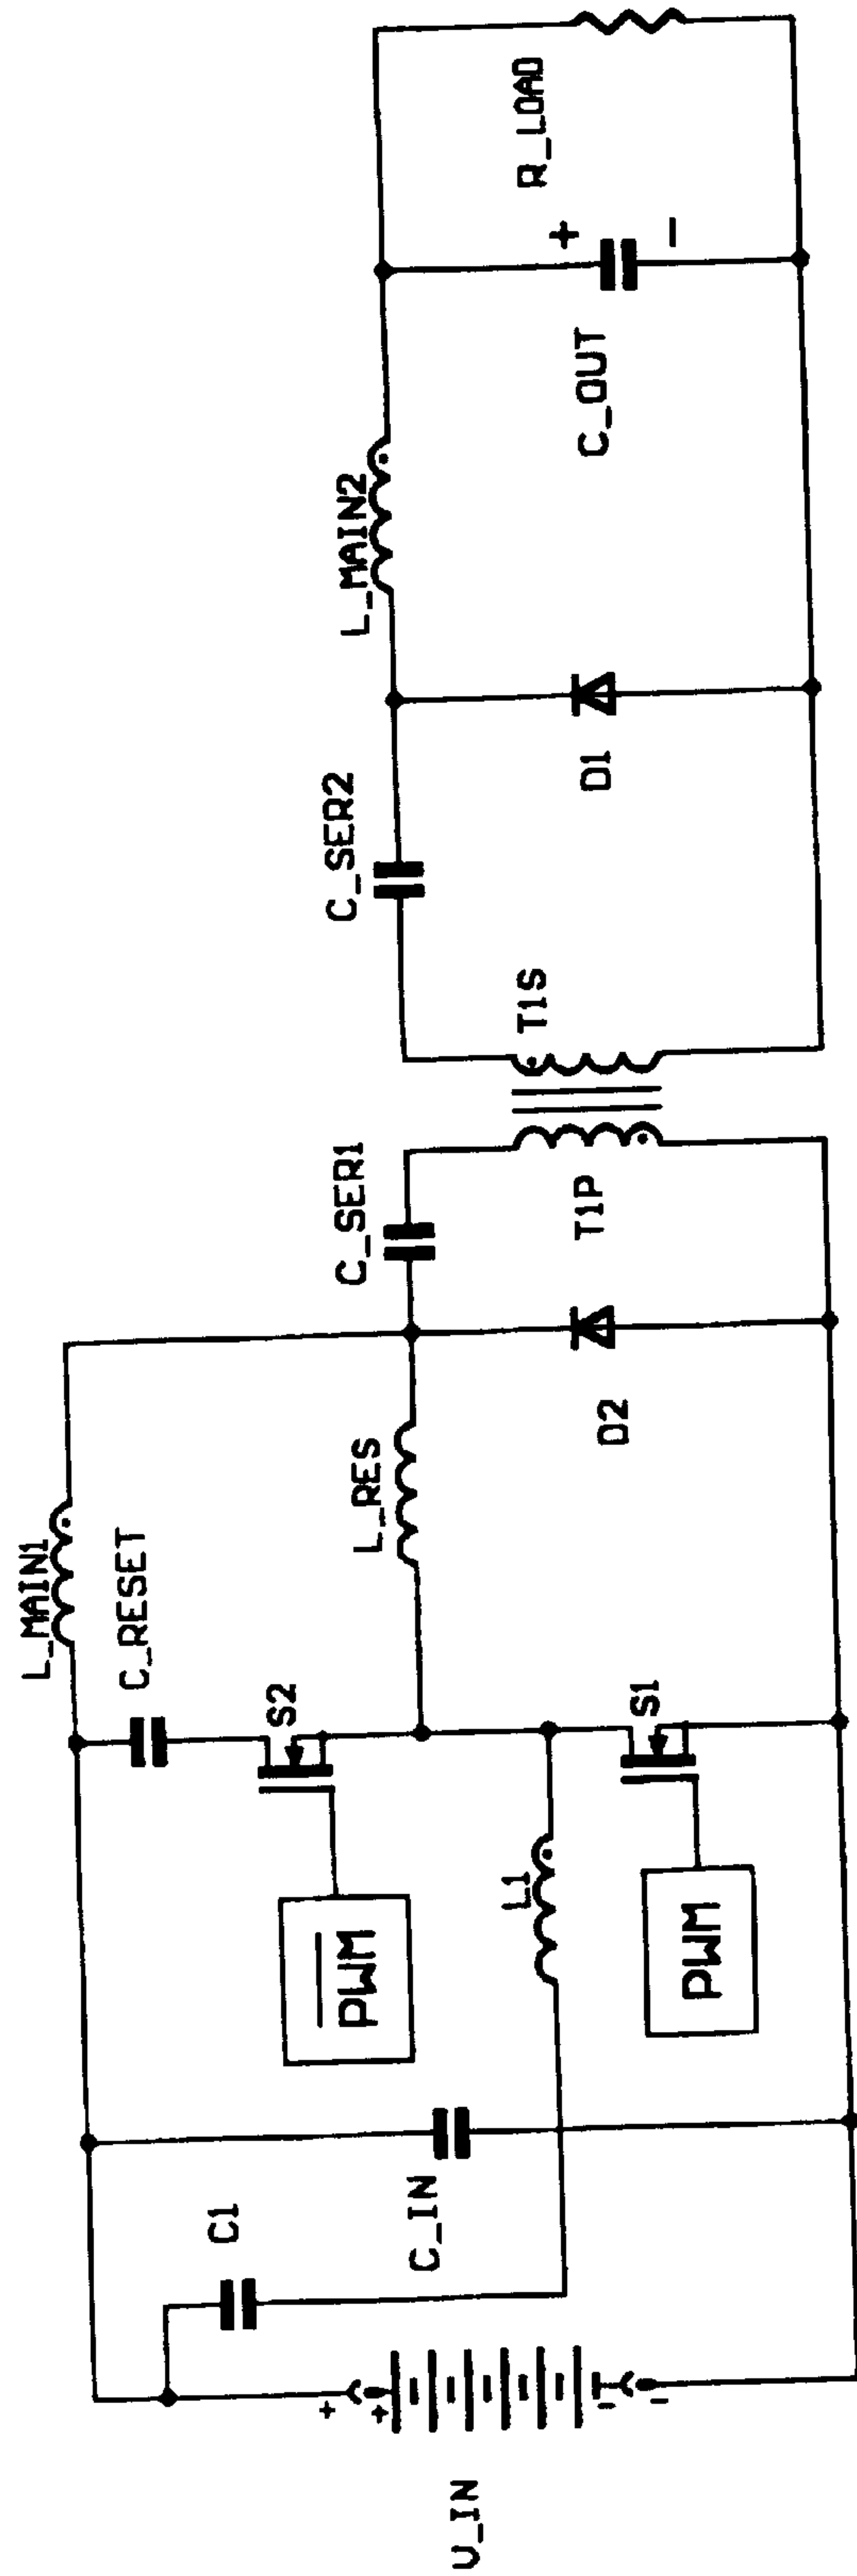 V_IN
+
+
-
-
C1
C_IN
PWM
PWM
L1
S2
S1
C_RESET
L_MAIN1
L_RES
D2
C_SER1
T1P
T1S
C_SER2
D1
L_MAIN2
C_OUT
+
-
R_LOAD